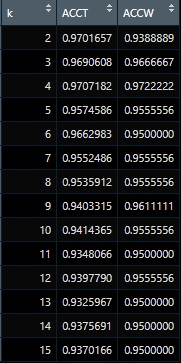 k ACCT ACCW
2 0.9701657 0.9388889
3 0.9690608 0.9666667
4 0.9707182 0.9722222
5 0.9574586 0.9555556
6 0.9662983 0.9500000
7 0.9552486 0.9555556
8 0.9535912 0.9555556
9 0.9403315 0.9611111
10 0.9414365 0.9555556
11 0.9348066 0.9500000
12 0.9397790 0.9555556
13 0.9325967 0.9500000
14 0.9375691 0.9500000
15 0.9370166 0.9500000